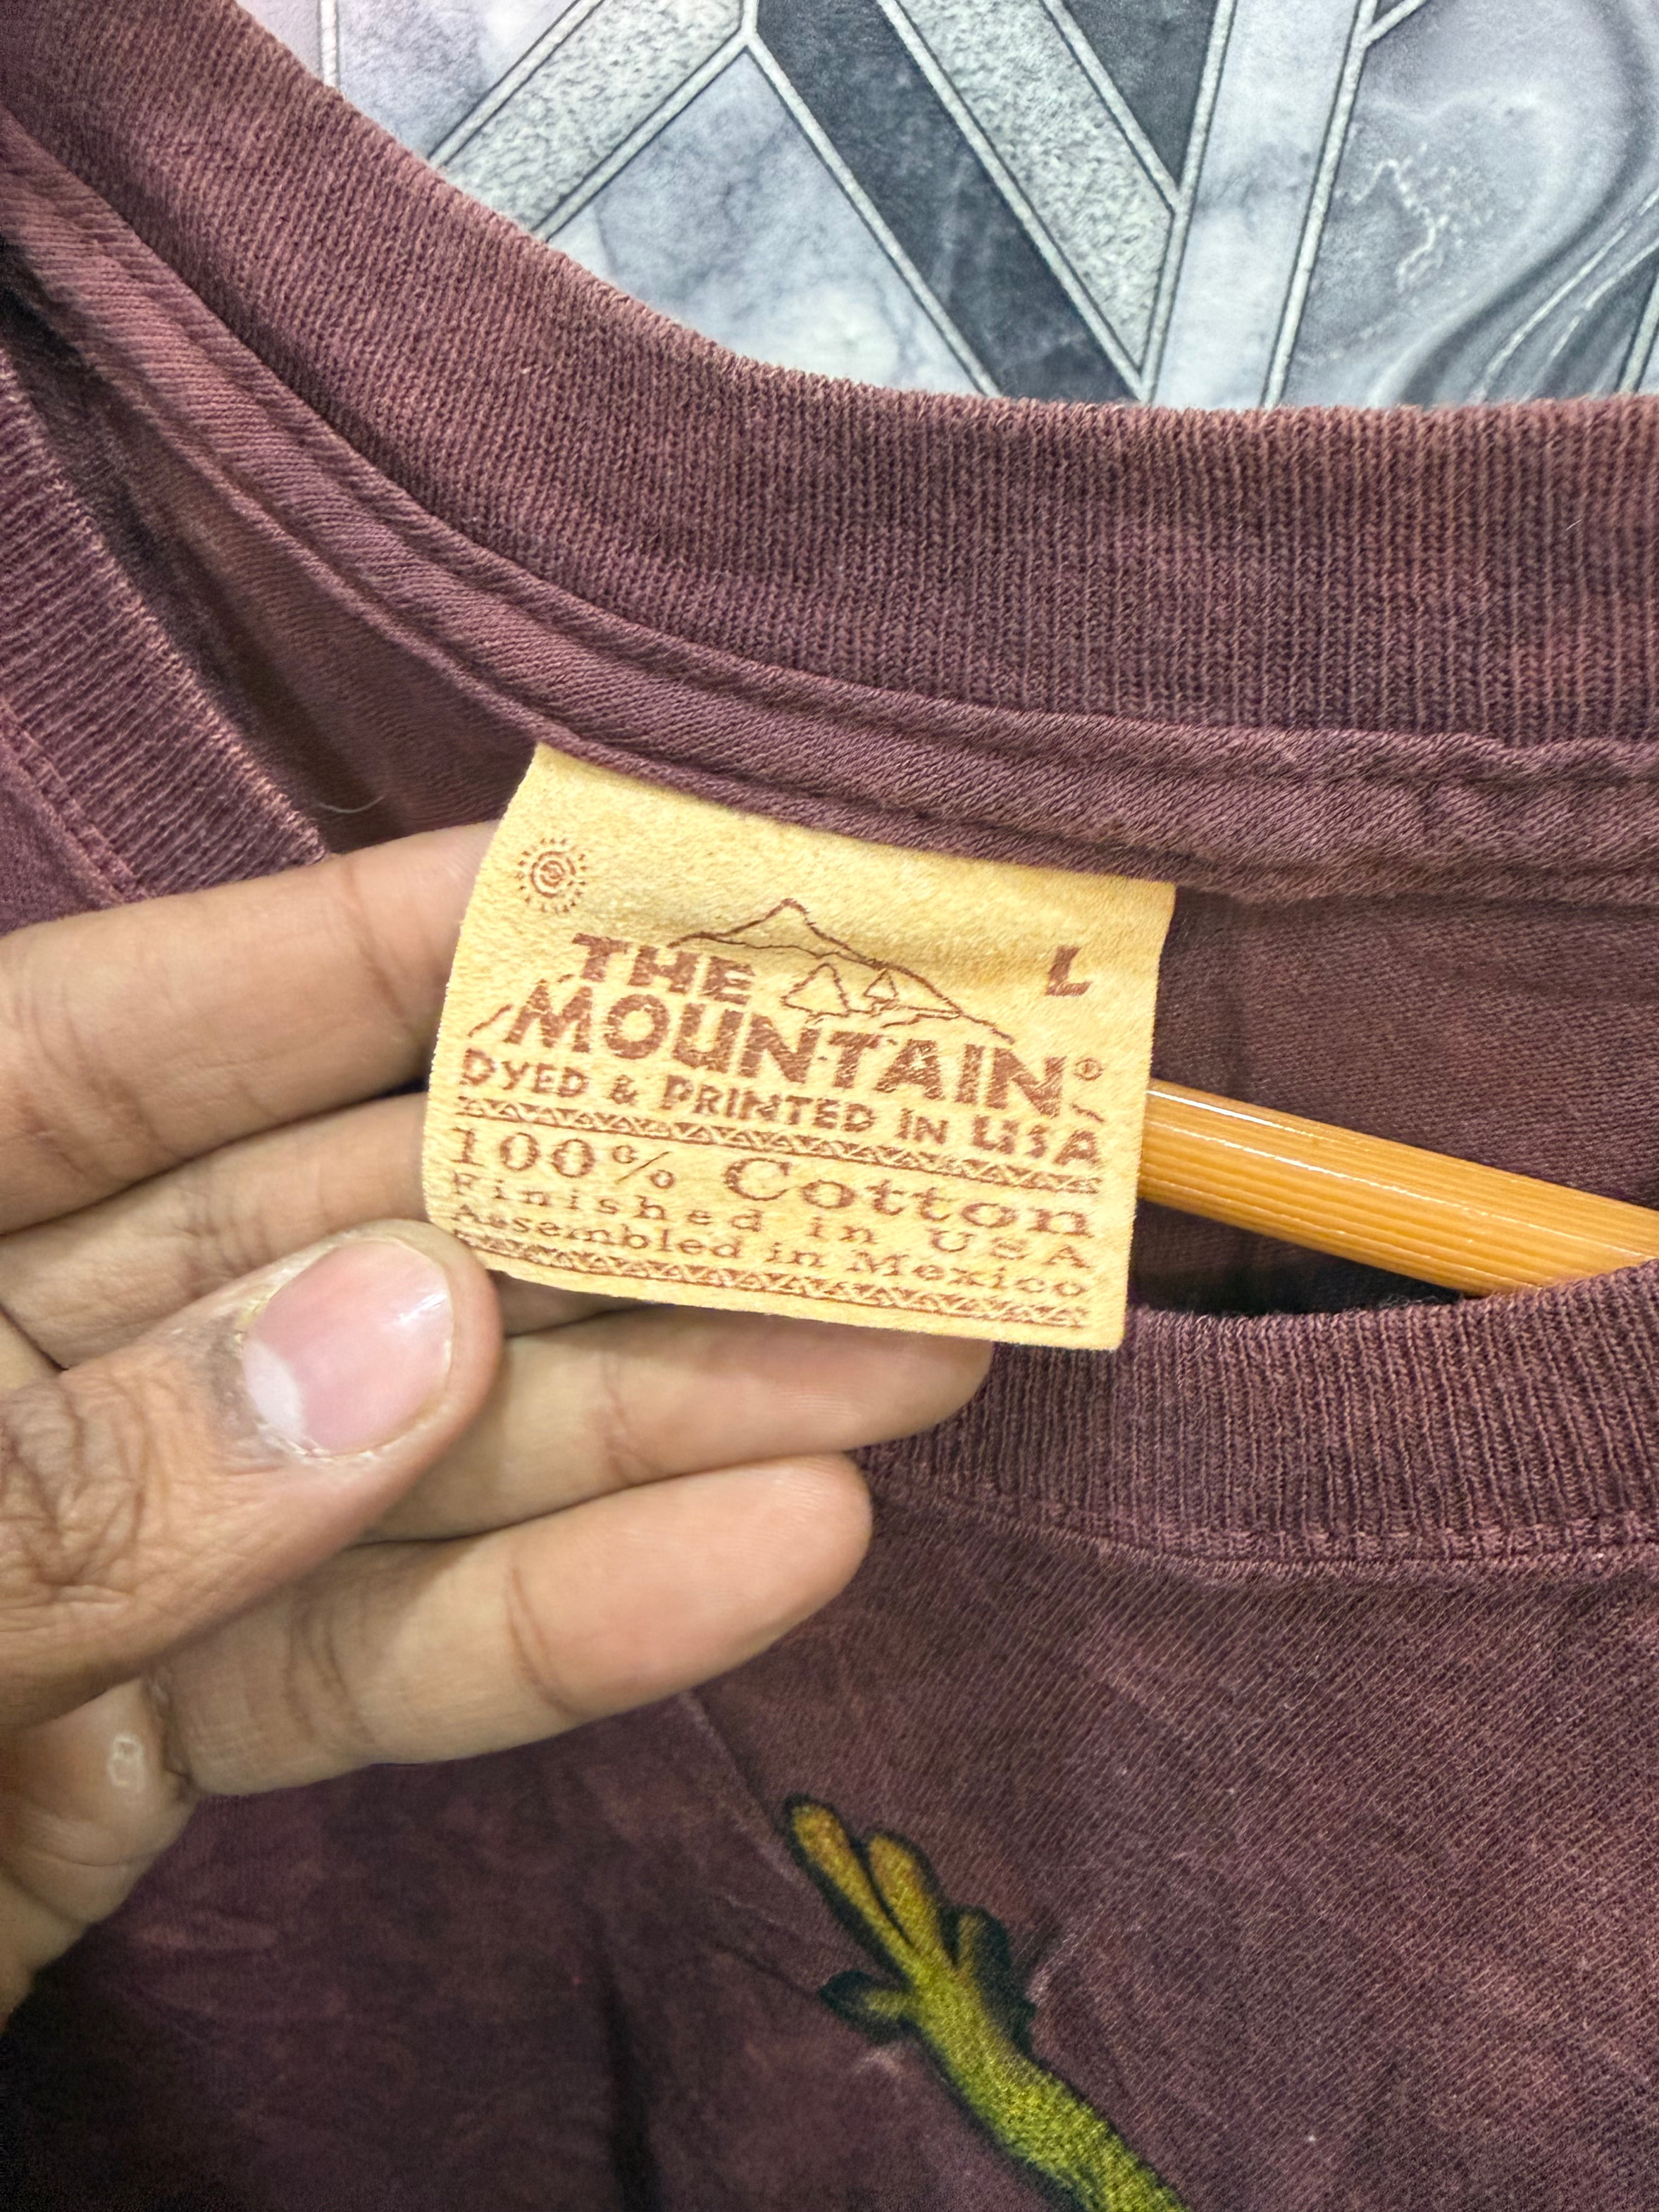 L
THE
MOUNTAIN®
DYED & PRINTED IN USA
100% Cotton
Finished in USA
Assembled in Mexico